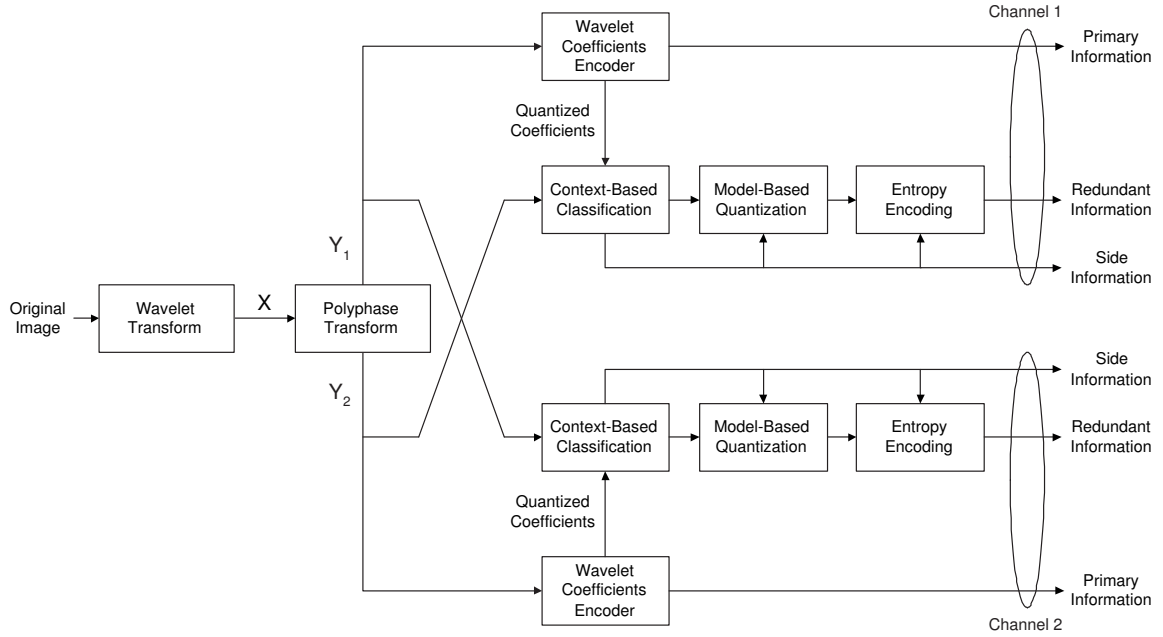 Channel 1
Wavelet
Coefficients
Encoder
Primary
Information
Quantized
Coefficients
Context-Based
Classification
Model-Based
Quantization
Entropy
Encoding
Redundant
Information
Y1
Side
Information
Original
Image
Wavelet
Transform
X
Polyphase
Transform
Y2
Side
Information
Context-Based
Classification
Model-Based
Quantization
Entropy
Encoding
Redundant
Information
Quantized
Coefficients
Wavelet
Coefficients
Encoder
Primary
Information
Channel 2